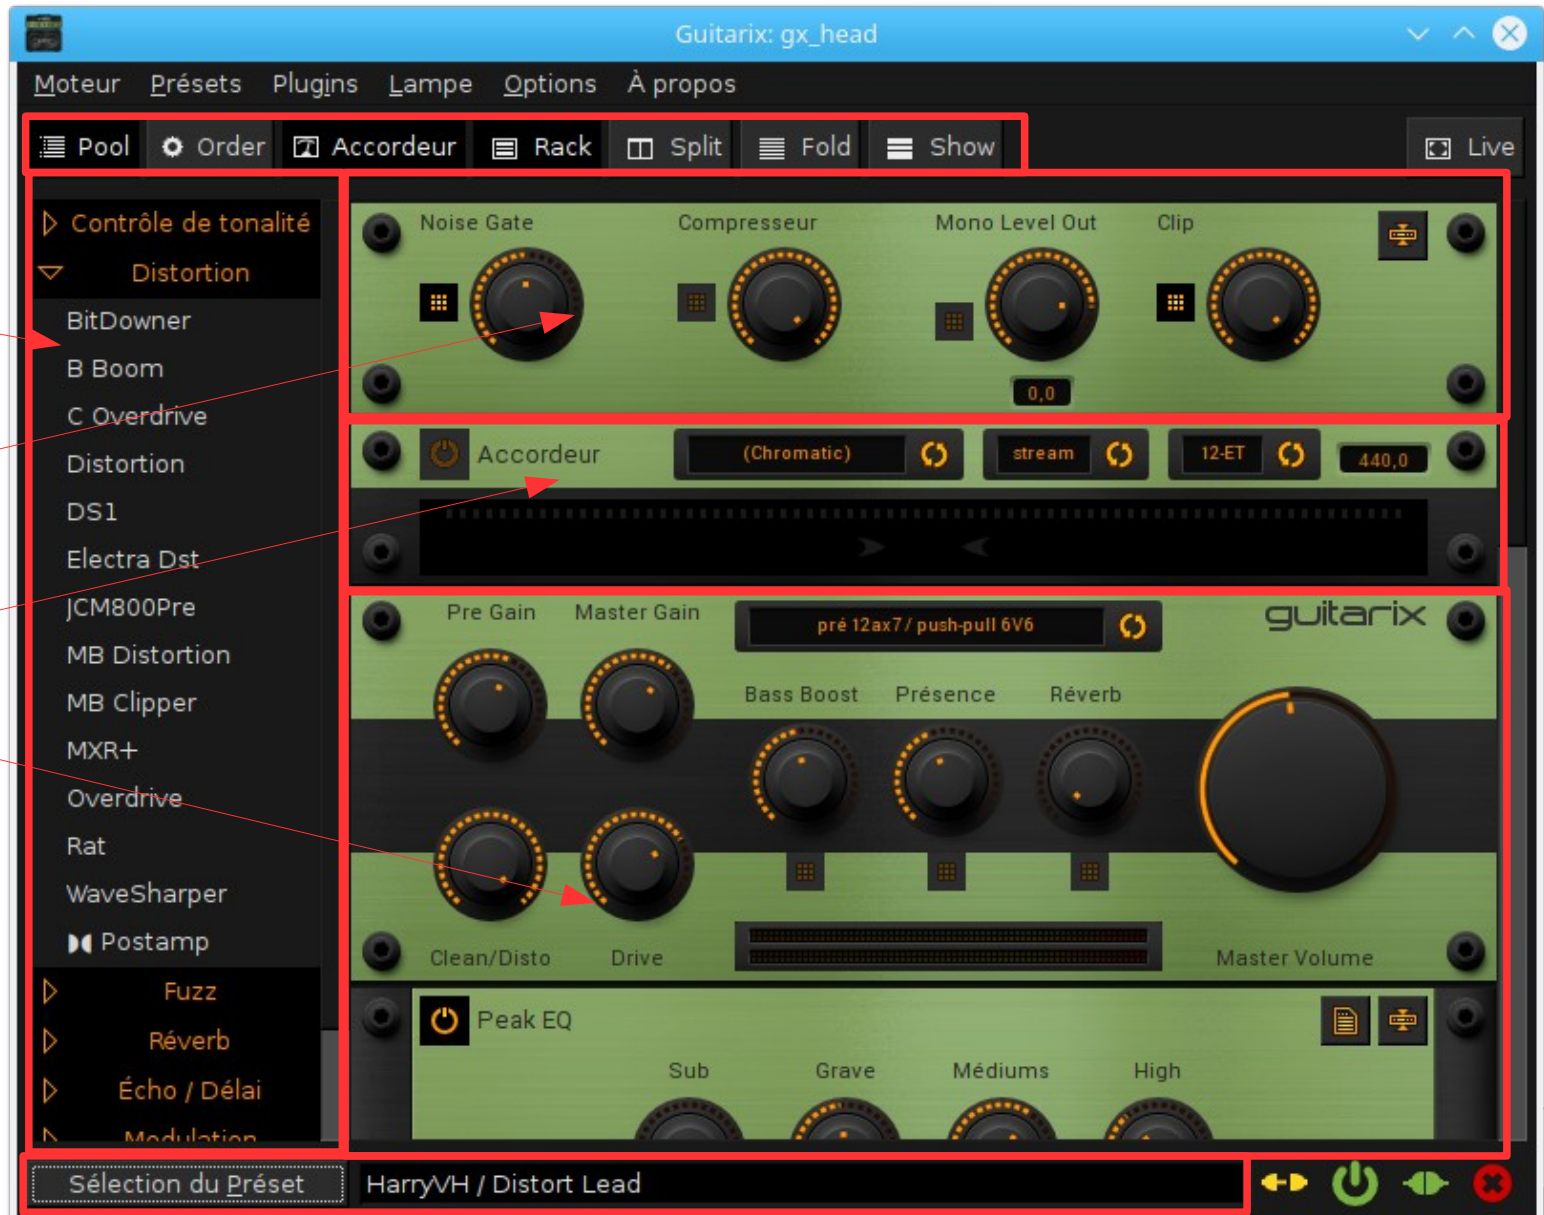 Guitarix: gx_head
Moteur Présets Plugins Lampe Options À propos
Pool Order Accordeur Rack Split Fold Show Live
Contrôle de tonalité
Distortion
BitDowner
B Boom
C Overdrive
Distortion
DS1
Electra Dst
JCM800Pre
MB Distortion
MB Clipper
MXR+
Overdrive
Rat
WaveSharper
Postamp
Fuzz
Réverb
Écho / Délai
Modulation
Noise Gate Compresseur Mono Level Out Clip
0,0
Accordeur (Chromatic) stream 12-ET 440,0
Pre Gain Master Gain pré 12ax7 / push-pull 6V6 guitarix
Bass Boost Présence Réverb
Clean/Disto Drive Master Volume
Peak EQ
Sub Grave Médiums High
Sélection du Préset HarryVH / Distort Lead